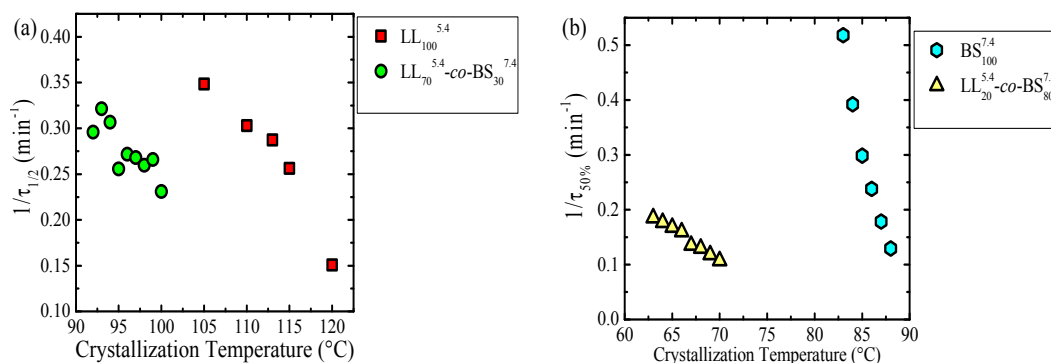 (a)
0.40
0.35
0.30
0.25
0.20
0.15
0.10
1/τ1/2 (min-1)
90 95 100 105 110 115 120
Crystallization Temperature (°C)
LL100^5.4
LL70^5.4-co-BS30^7.4
(b)
0.5
0.4
0.3
0.2
0.1
0.0
1/τ50% (min-1)
60 65 70 75 80 85 90
Crystallization Temperature (°C)
BS100^7.4
LL20^5.4-co-BS80^7.